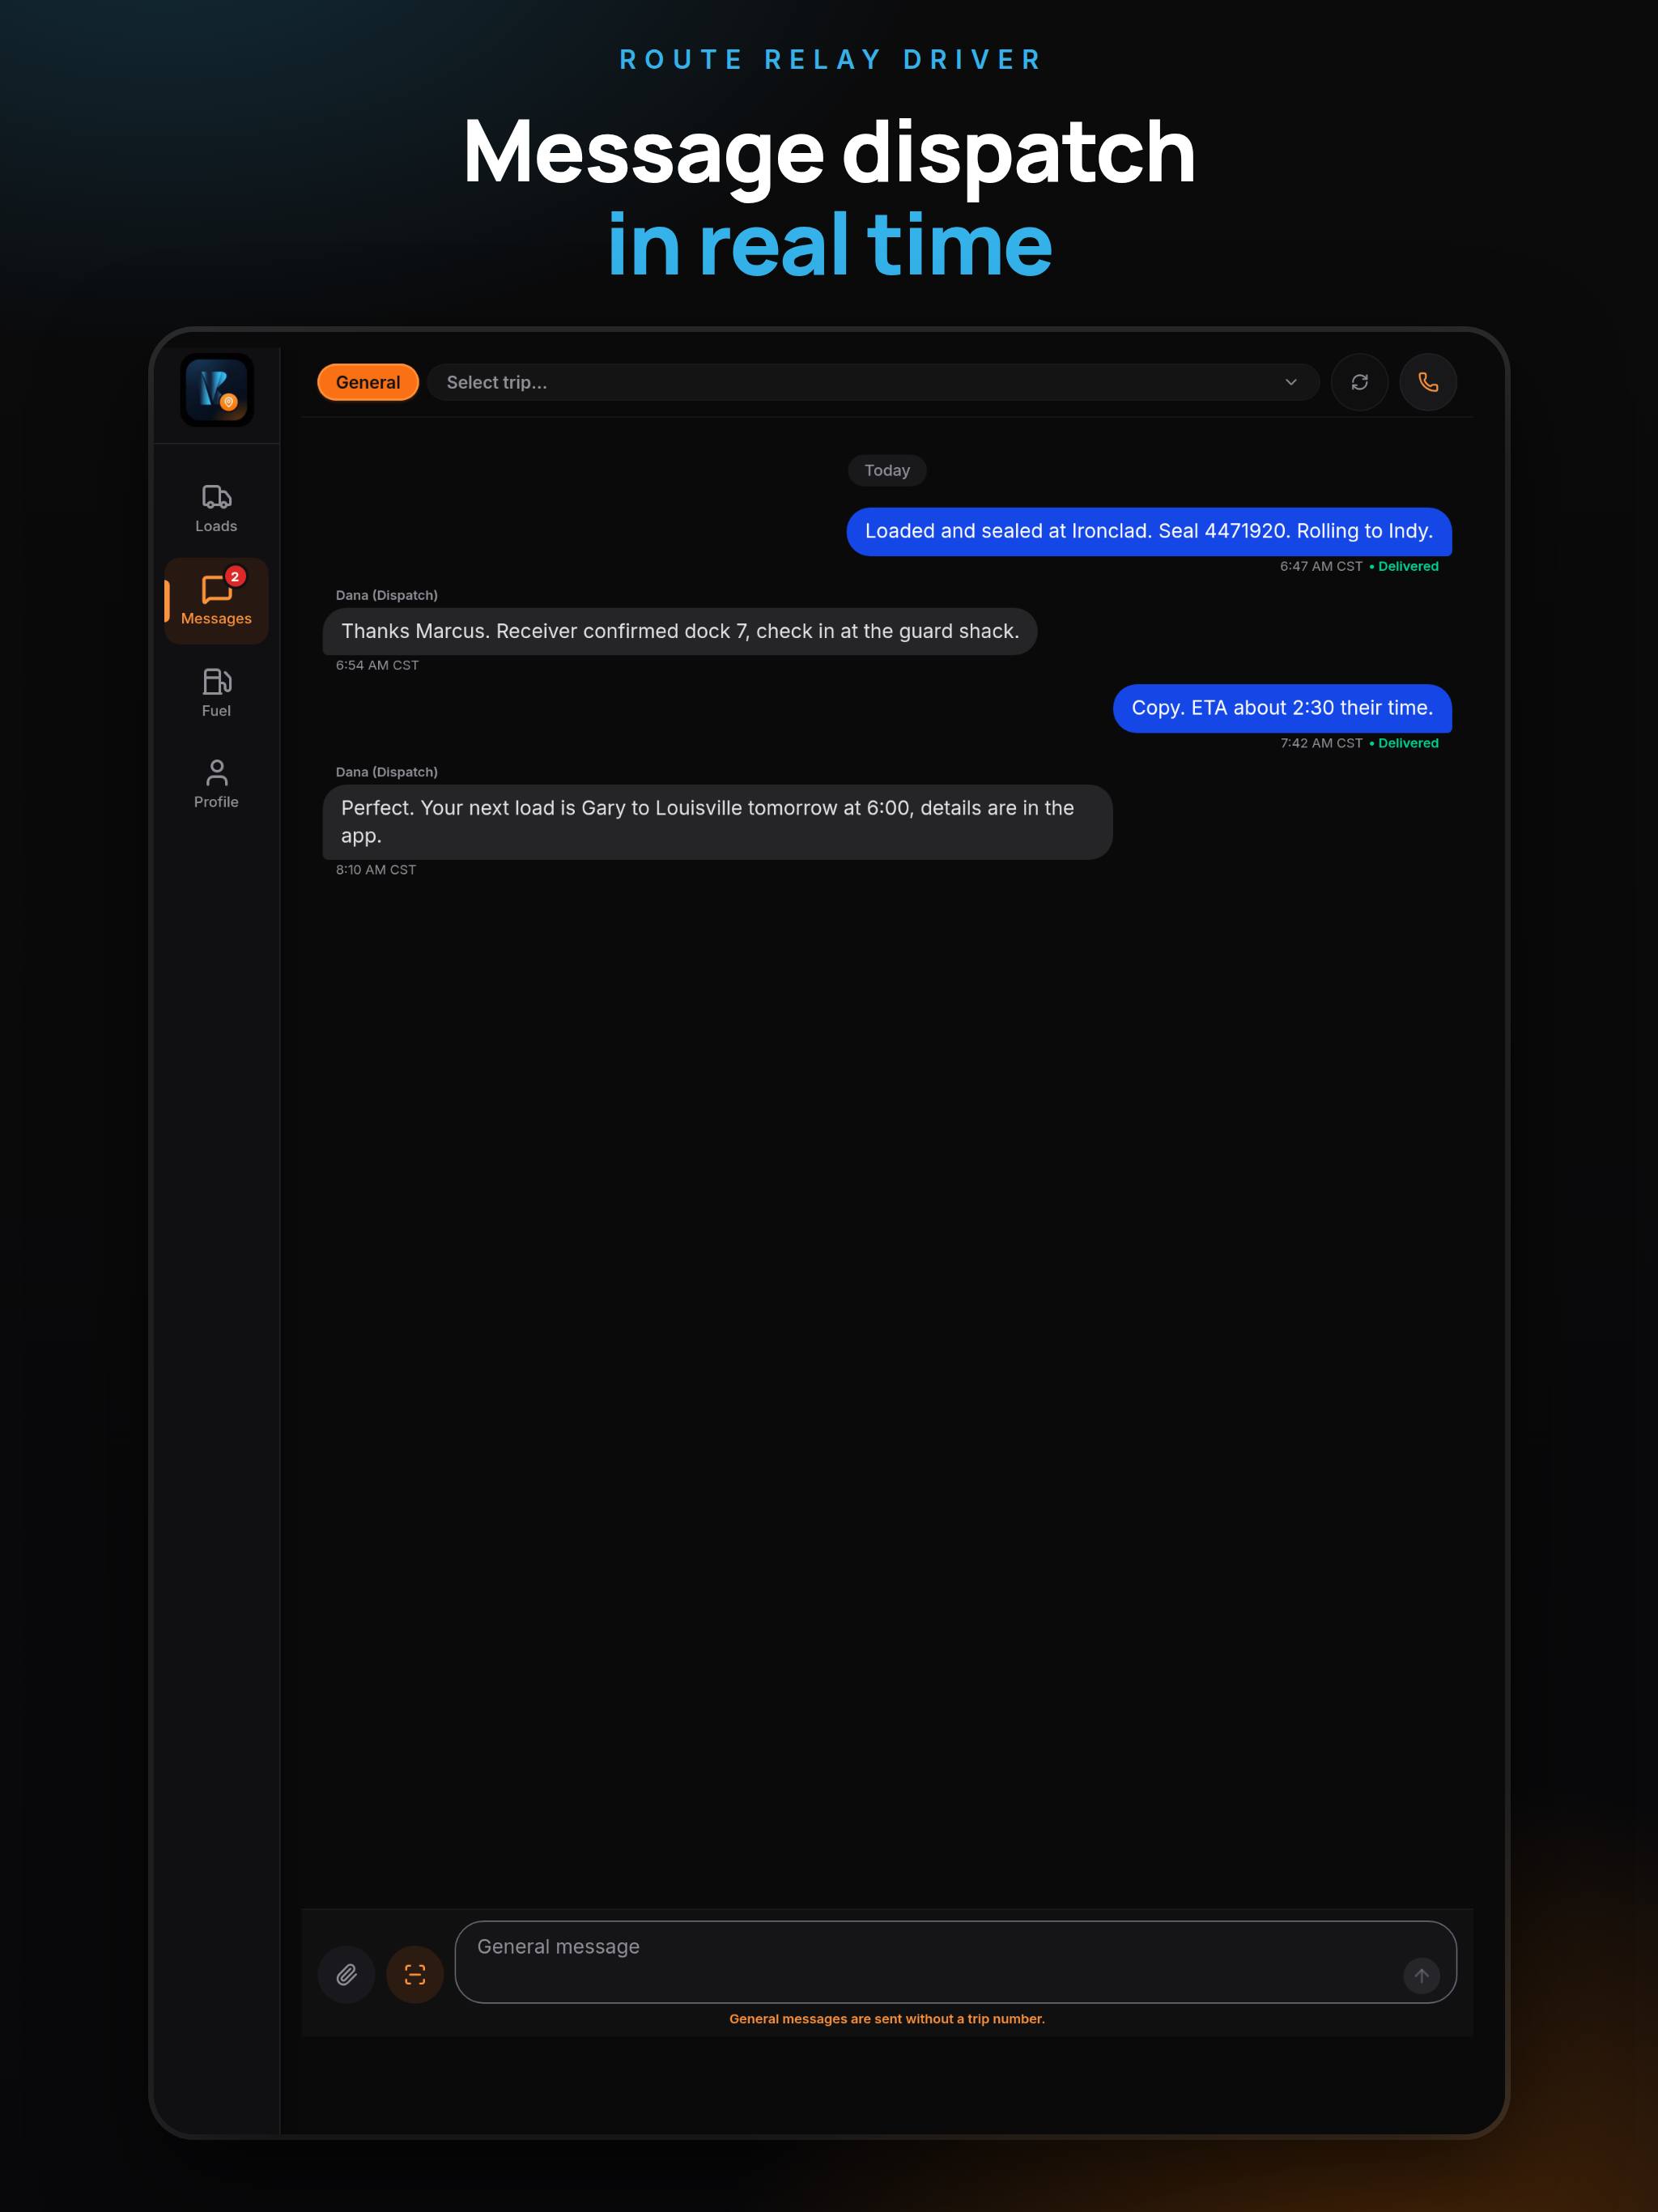 ROUTE RELAY DRIVER
Message dispatch
in real time
General
Select trip...
Today
Loaded and sealed at Ironclad. Seal 4471920. Rolling to Indy.
6:47 AM CST • Delivered
Dana (Dispatch)
Thanks Marcus. Receiver confirmed dock 7, check in at the guard shack.
6:54 AM CST
Copy. ETA about 2:30 their time.
7:42 AM CST • Delivered
Dana (Dispatch)
Perfect. Your next load is Gary to Louisville tomorrow at 6:00, details are in the
app.
8:10 AM CST
Loads
2
Messages
Fuel
Profile
General message
General messages are sent without a trip number.